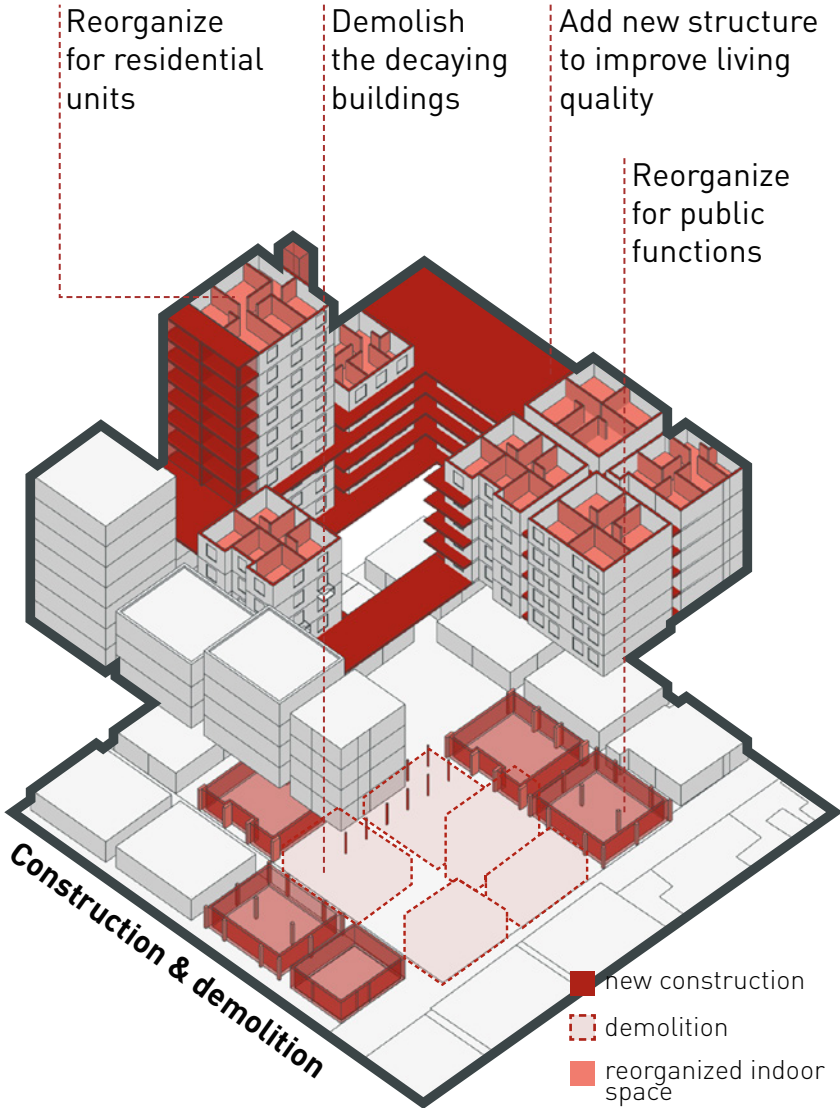 Reorganize
for residential
units
Demolish
the decaying
buildings
Add new structure
to improve living
quality
Reorganize
for public
functions
Construction & demolition
new construction
demolition
reorganized indoor
space